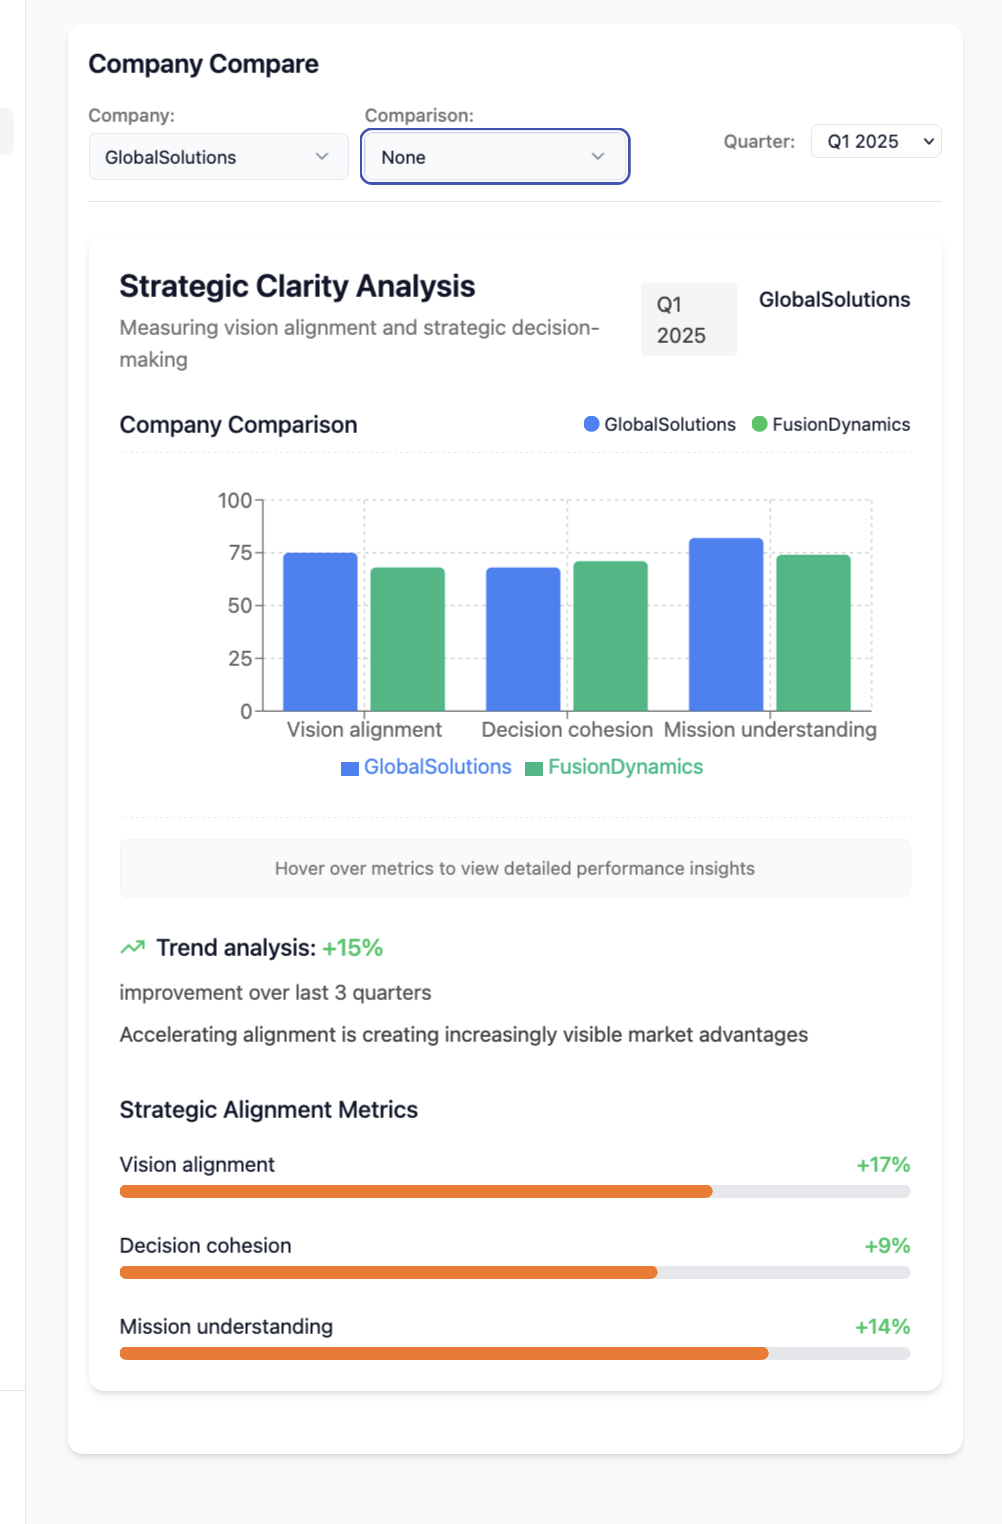 Company Compare
Company:
Comparison:
GlobalSolutions
None
Quarter:
Q1 2025
Strategic Clarity Analysis
Measuring vision alignment and strategic decision-
making
Q1
2025
GlobalSolutions
Company Comparison
GlobalSolutions
FusionDynamics
100
75
50
25
0
Vision alignment
Decision cohesion
Mission understanding
GlobalSolutions
FusionDynamics
Hover over metrics to view detailed performance insights
Trend analysis: +15%
improvement over last 3 quarters
Accelerating alignment is creating increasingly visible market advantages
Strategic Alignment Metrics
Vision alignment
+17%
Decision cohesion
+9%
Mission understanding
+14%